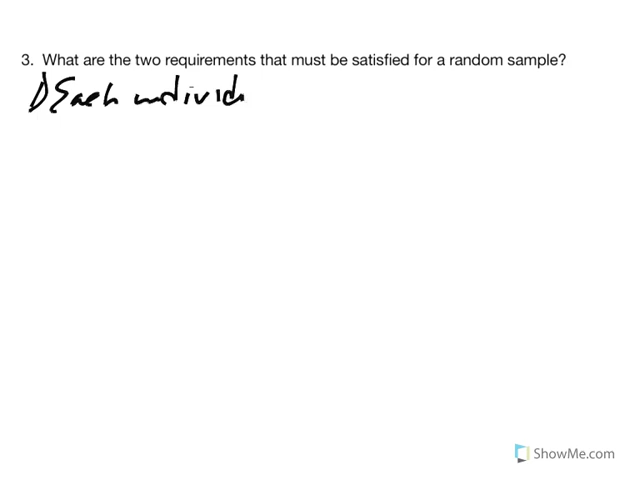 3. What are the two requirements that must be satisfied for a random sample?
1) Each individ
ShowMe.com